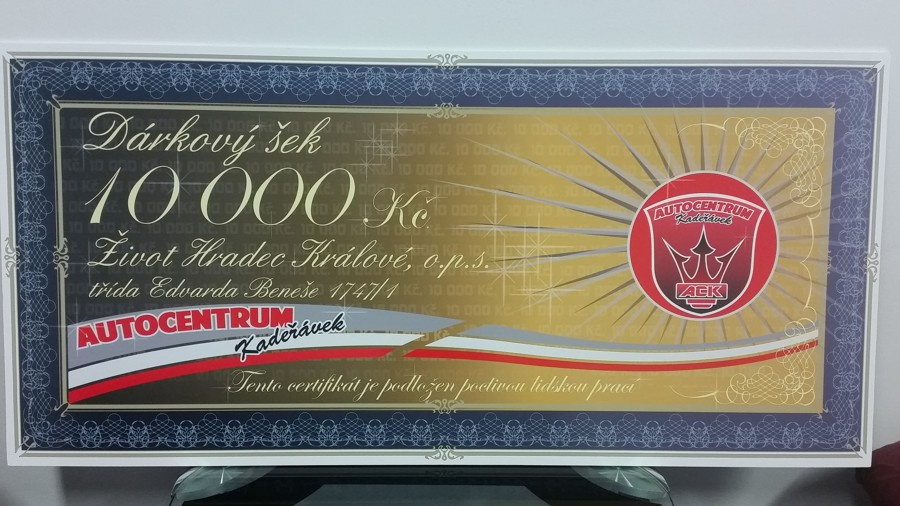 Dárkový šek
10 000 Kč
Život Hradec Králové, o.p.s.
třída Edvarda Beneše 1747/1
AUTOCENTRUM
Kadeřávek
Tento certifikát je podložen poctivou lidskou prací
AUTOCENTRUM
Kadeřávek
ACK